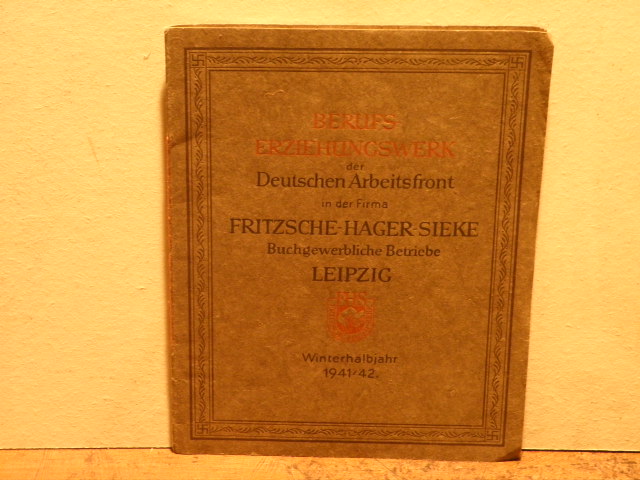 BERUFS
ERZIEHUNGSWERK
der
Deutschen Arbeitsfront
in der Firma
FRITZSCHE-HAGER-SIEKE
Buchgewerbliche Betriebe
LEIPZIG
Winterhalbjahr
1941-42.